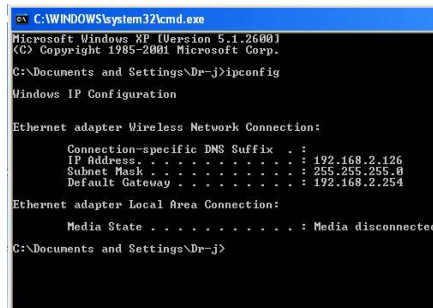 C:\WINDOWS\system32\cmd.exe
Microsoft Windows XP [Version 5.1.2600]
(C) Copyright 1985-2001 Microsoft Corp.
C:\Documents and Settings\Dr-j>ipconfig
Windows IP Configuration
Ethernet adapter Wireless Network Connection:
Connection-specific DNS Suffix . :
IP Address. . . . . . . . . . . . : 192.168.2.126
Subnet Mask . . . . . . . . . . . : 255.255.255.0
Default Gateway . . . . . . . . . : 192.168.2.254
Ethernet adapter Local Area Connection:
Media State . . . . . . . . . . . : Media disconnected
C:\Documents and Settings\Dr-j>